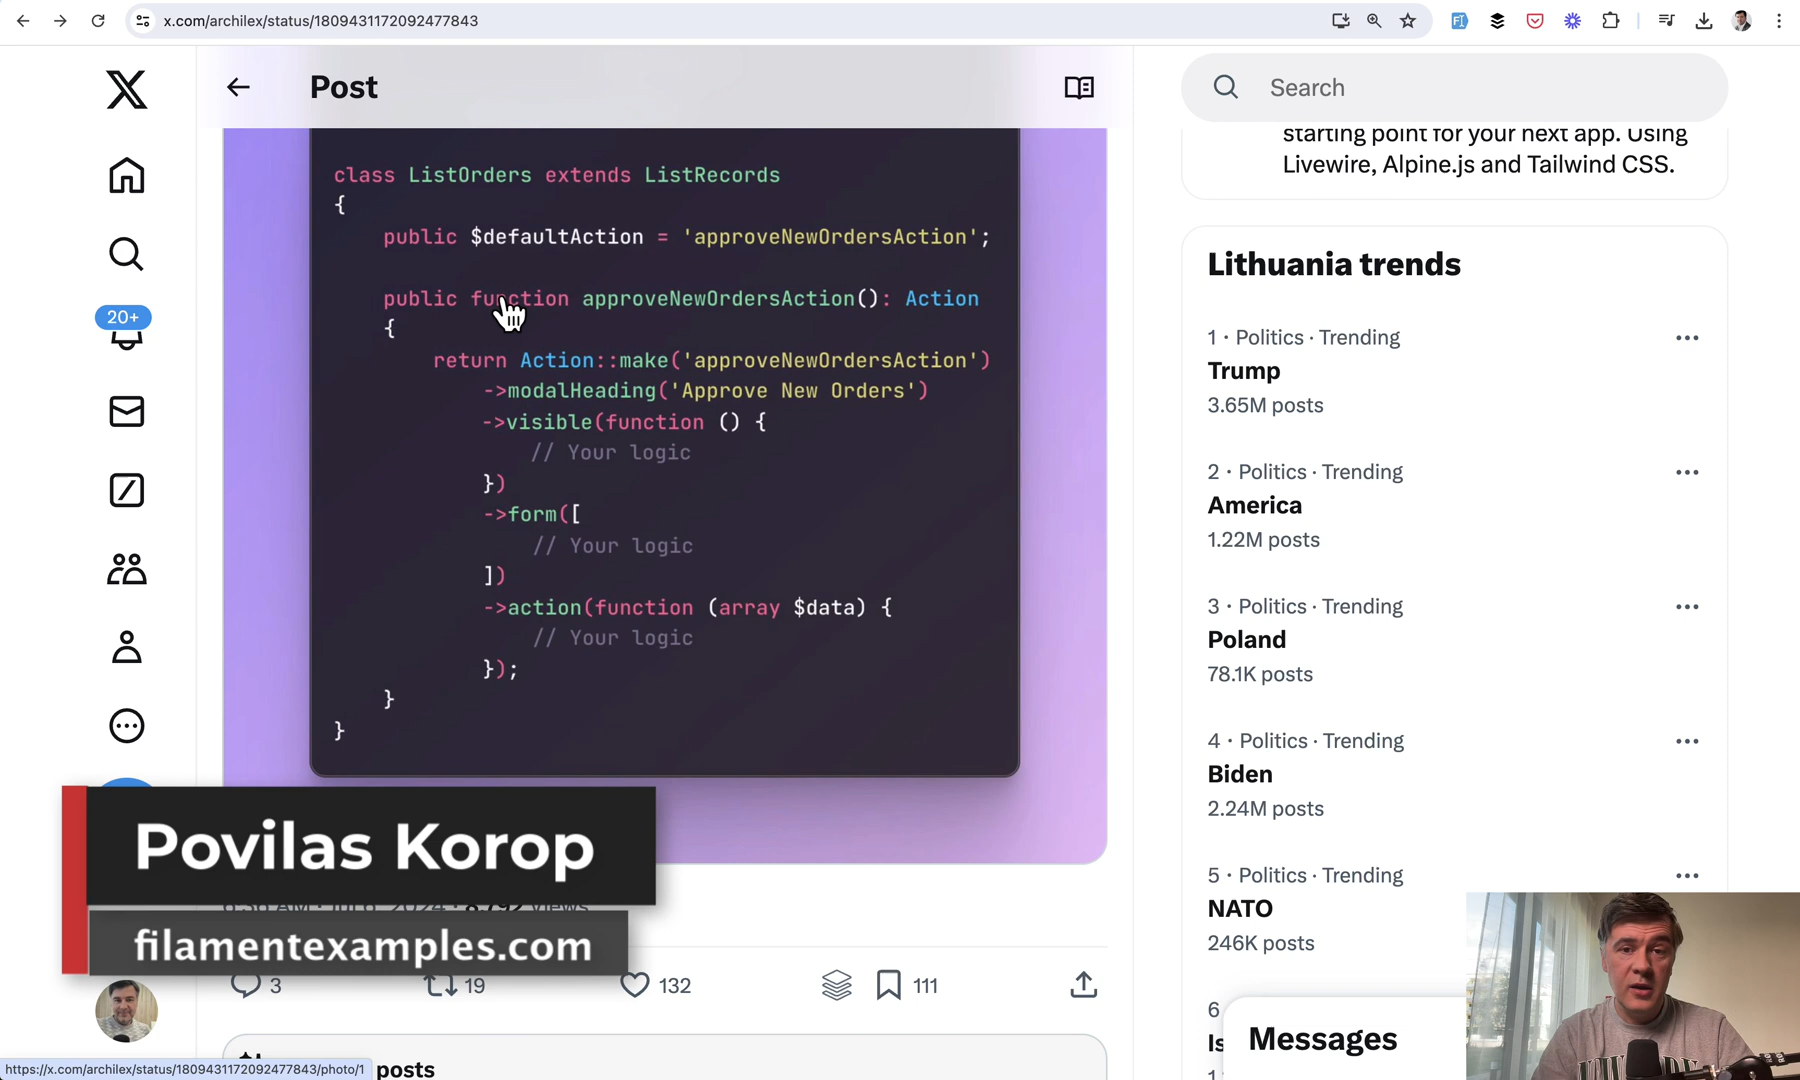 x.com/archilex/status/1809431172092477843
Post
Search
class ListOrders extends ListRecords
{
public $defaultAction = 'approveNewOrdersAction';
public function approveNewOrdersAction(): Action
{
return Action::make('approveNewOrdersAction')
->modalHeading('Approve New Orders')
->visible(function () {
// Your logic
})
->form([
// Your logic
])
->action(function (array $data) {
// Your logic
});
}
}
20+
starting point for your next app. Using
Livewire, Alpine.js and Tailwind CSS.
Lithuania trends
1 · Politics · Trending
Trump
3.65M posts
2 · Politics · Trending
America
1.22M posts
3 · Politics · Trending
Poland
78.1K posts
4 · Politics · Trending
Biden
2.24M posts
5 · Politics · Trending
NATO
246K posts
6
Is
Messages
Povilas Korop
filamentexamples.com
3
19
132
111
posts
https://x.com/archilex/status/1809431172092477843/photo/1